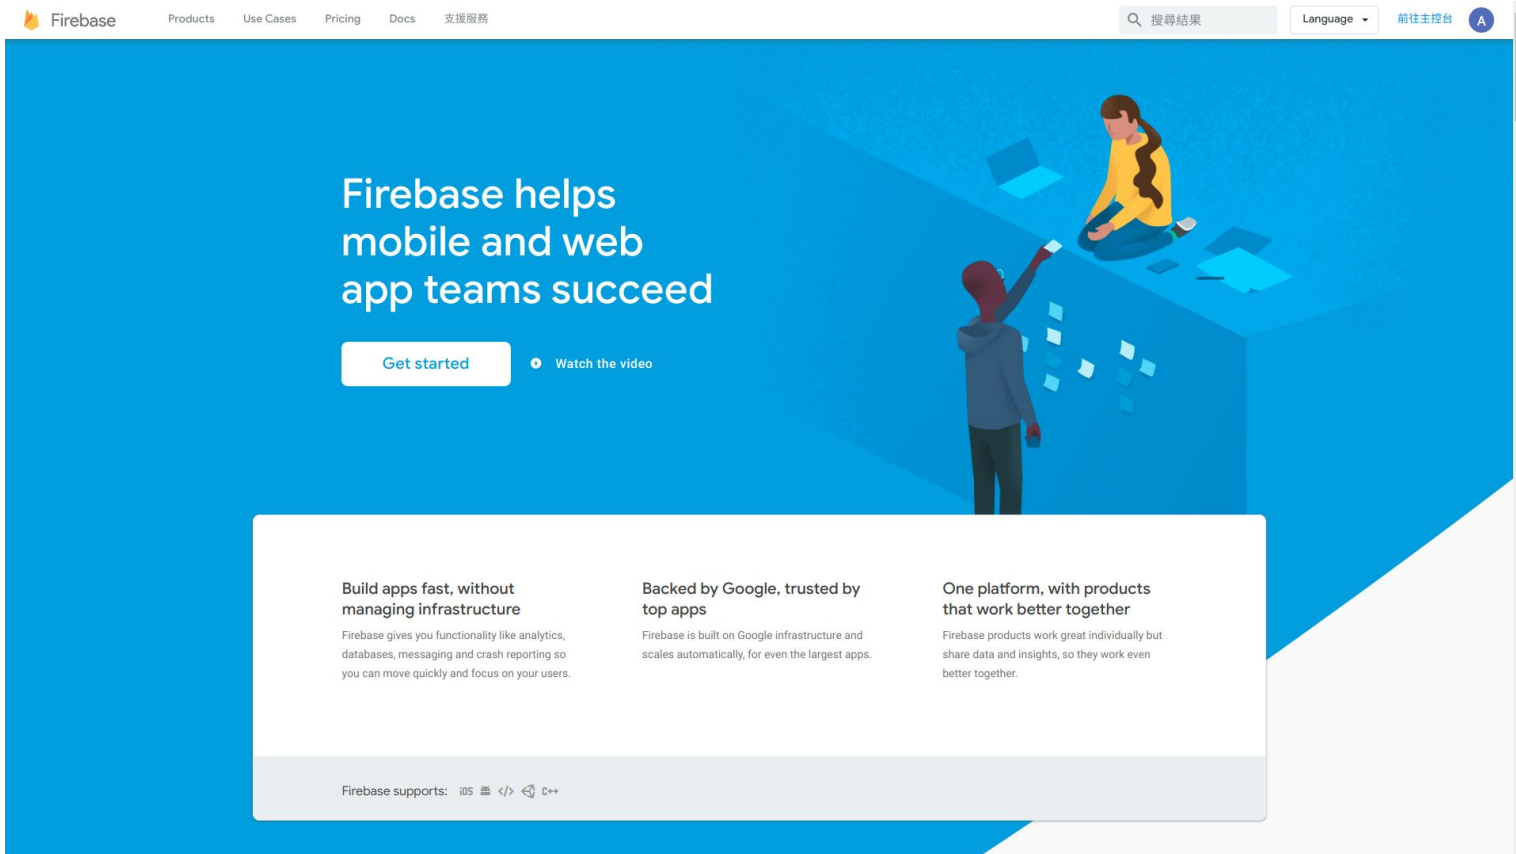 Firebase
Products
Use Cases
Pricing
Docs
支援服務
搜尋結果
Language
前往主控台
A
Firebase helps
mobile and web
app teams succeed
Get started
Watch the video
Build apps fast, without
managing infrastructure
Firebase gives you functionality like analytics,
databases, messaging and crash reporting so
you can move quickly and focus on your users.
Backed by Google, trusted by
top apps
Firebase is built on Google infrastructure and
scales automatically, for even the largest apps.
One platform, with products
that work better together
Firebase products work great individually but
share data and insights, so they work even
better together.
Firebase supports:
iOS
</>
C++